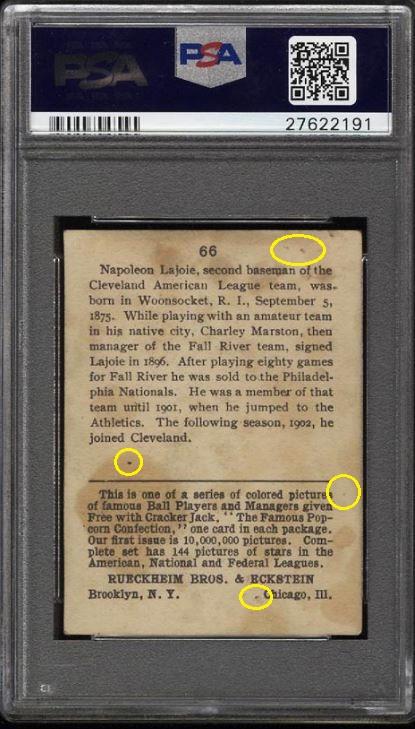 PSA
PSA
27622191
66
Napoleon Lajoie, second baseman of the
Cleveland American League team, was
born in Woonsocket, R. I., September 5,
1875. While playing with an amateur team
in his native city, Charley Marston, then
manager of the Fall River team, signed
Lajoie in 1896. After playing eighty games
for Fall River he was sold to the Philadel-
phia Nationals. He was a member of that
team until 1901, when he jumped to the
Athletics. The following season, 1902, he
joined Cleveland.
This is one of a series of colored pictures
of famous Ball Players and Managers given
Free with Cracker Jack, "The Famous Pop-
corn Confection," one card in each package.
Our first issue is 10,000,000 pictures. Com-
plete set has 144 pictures of stars in the
American, National and Federal Leagues.
RUECKHEIM BROS. & ECKSTEIN
Brooklyn, N. Y. Chicago, Ill.